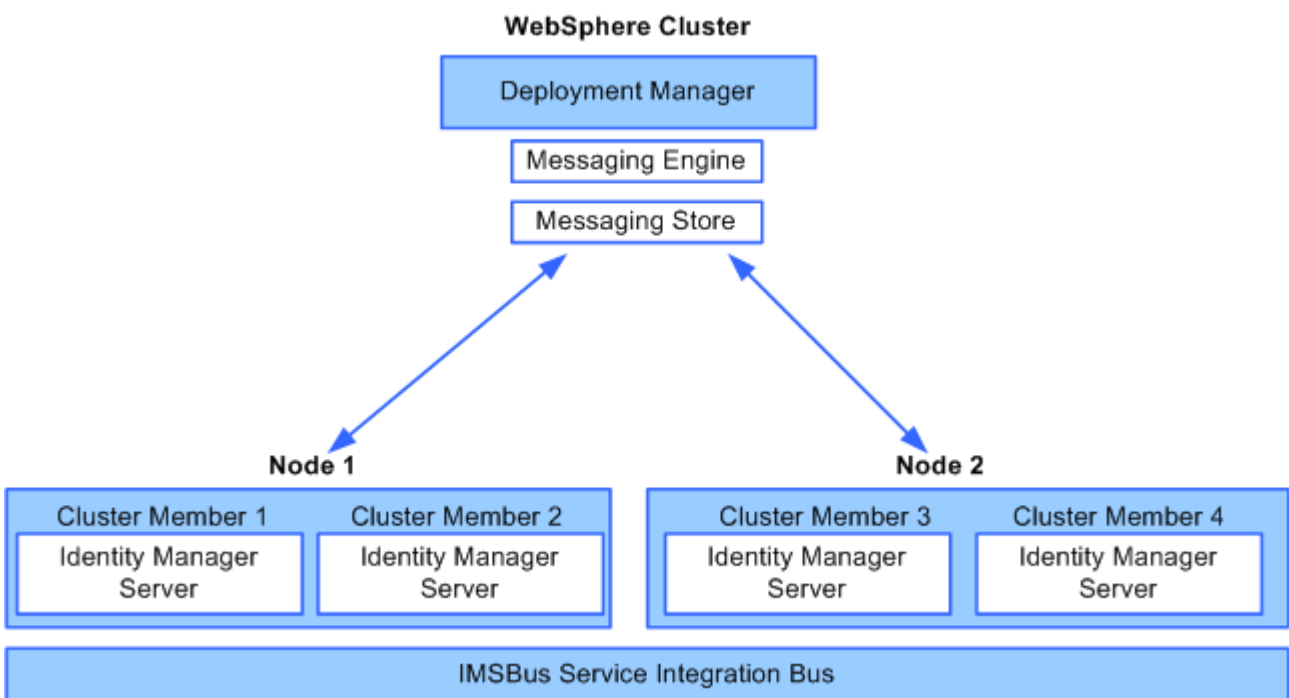 WebSphere Cluster
Deployment Manager
Messaging Engine
Messaging Store
Node 1
Node 2
Cluster Member 1
Cluster Member 2
Cluster Member 3
Cluster Member 4
Identity Manager
Server
Identity Manager
Server
Identity Manager
Server
Identity Manager
Server
IMSBus Service Integration Bus